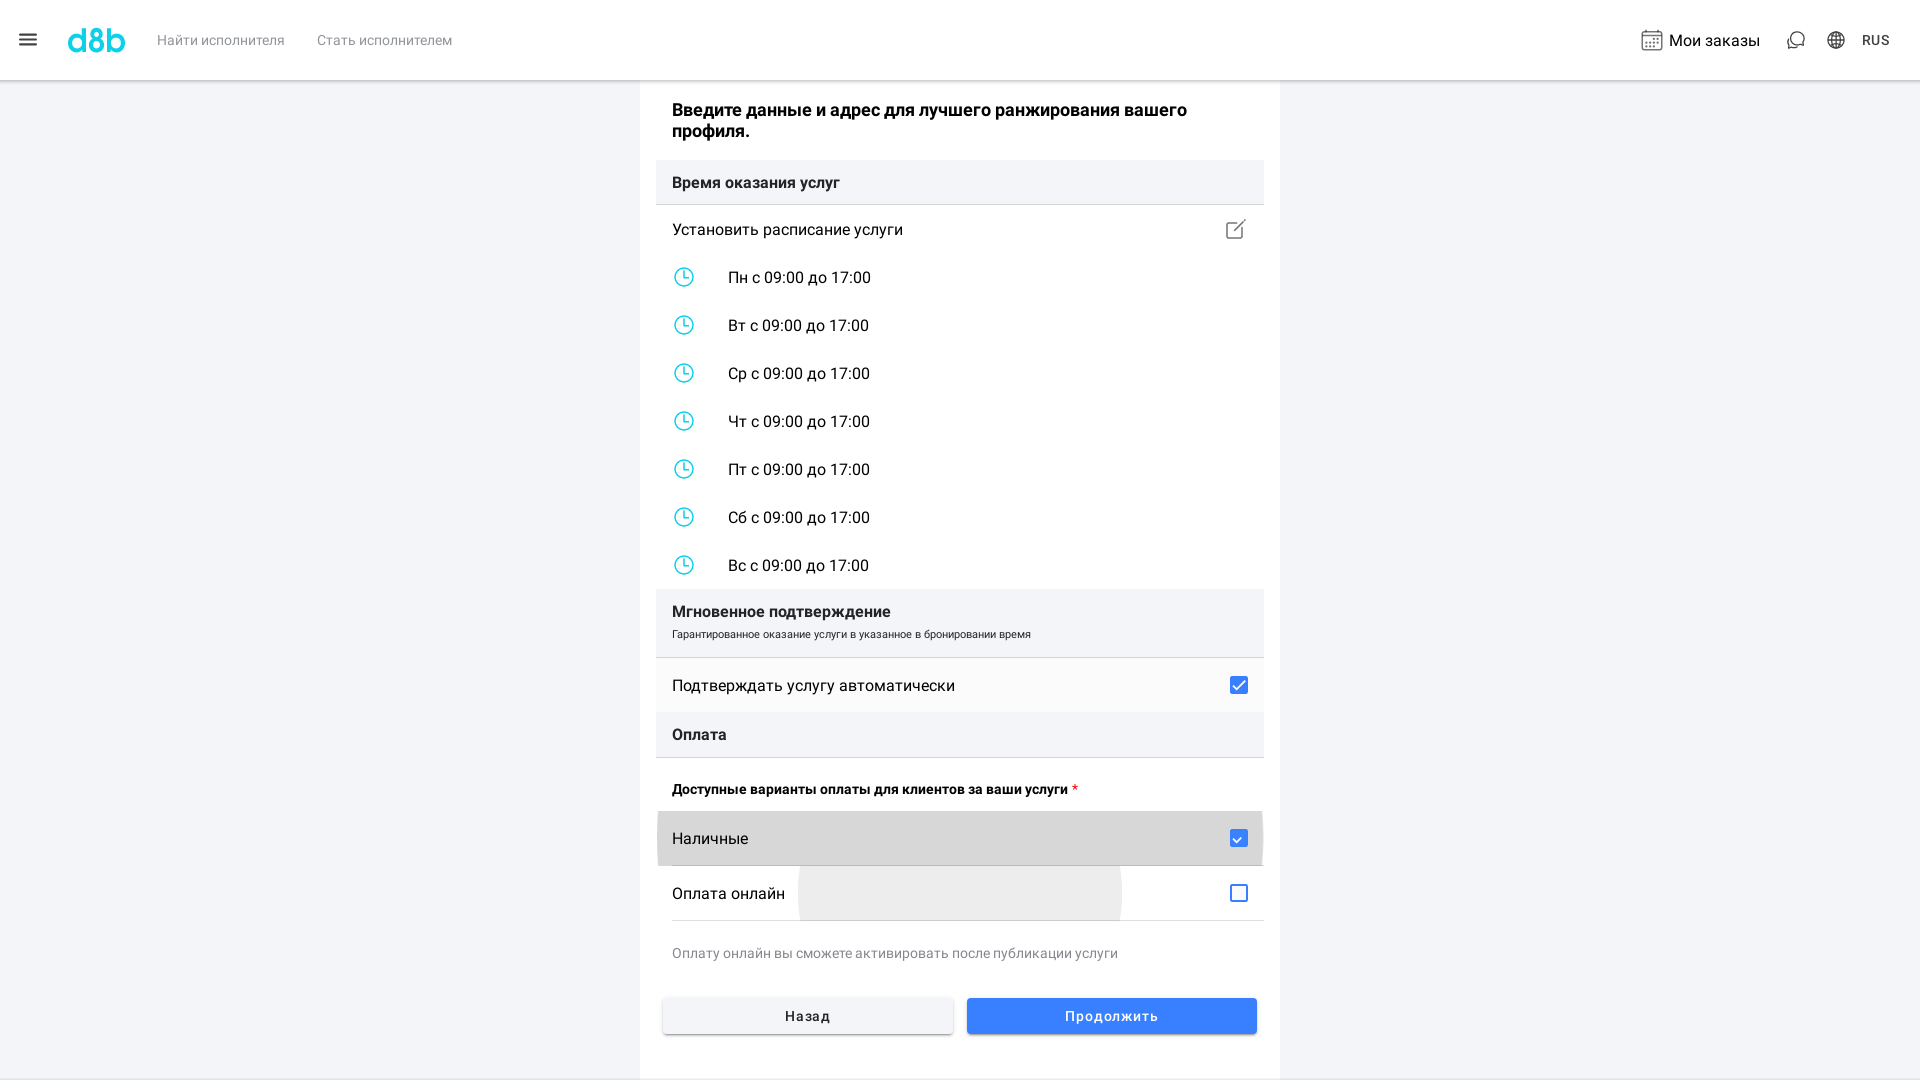 d8b
Найти исполнителя
Стать исполнителем
Мои заказы
RUS
Введите данные и адрес для лучшего ранжирования вашего
профиля.
Время оказания услуг
Установить расписание услуги
Пн с 09:00 до 17:00
Вт с 09:00 до 17:00
Ср с 09:00 до 17:00
Чт с 09:00 до 17:00
Пт с 09:00 до 17:00
Сб с 09:00 до 17:00
Вс с 09:00 до 17:00
Мгновенное подтверждение
Гарантированное оказание услуги в указанное в бронировании время
Подтверждать услугу автоматически
Оплата
Доступные варианты оплаты для клиентов за ваши услуги *
Наличные
Оплата онлайн
Оплату онлайн вы сможете активировать после публикации услуги
Назад
Продолжить